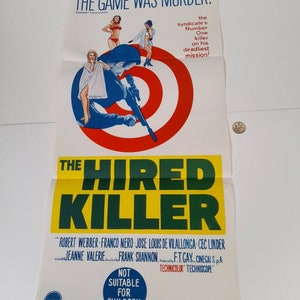 THE GAME WAS MURDER!
the
syndicate's
Number
One
killer
on his
deadliest
mission!
THE
HIRED
KILLER
ROBERT WEBBER · FRANCO NERO · JOSE LOUIS DE VILALLONGA · CEC LINDER
JEANNE VALERIE FRANK SHANNON F.T. GAY
TECHNICOLOR TECHNISCOPE
NOT
SUITABLE
FOR
CHILDREN